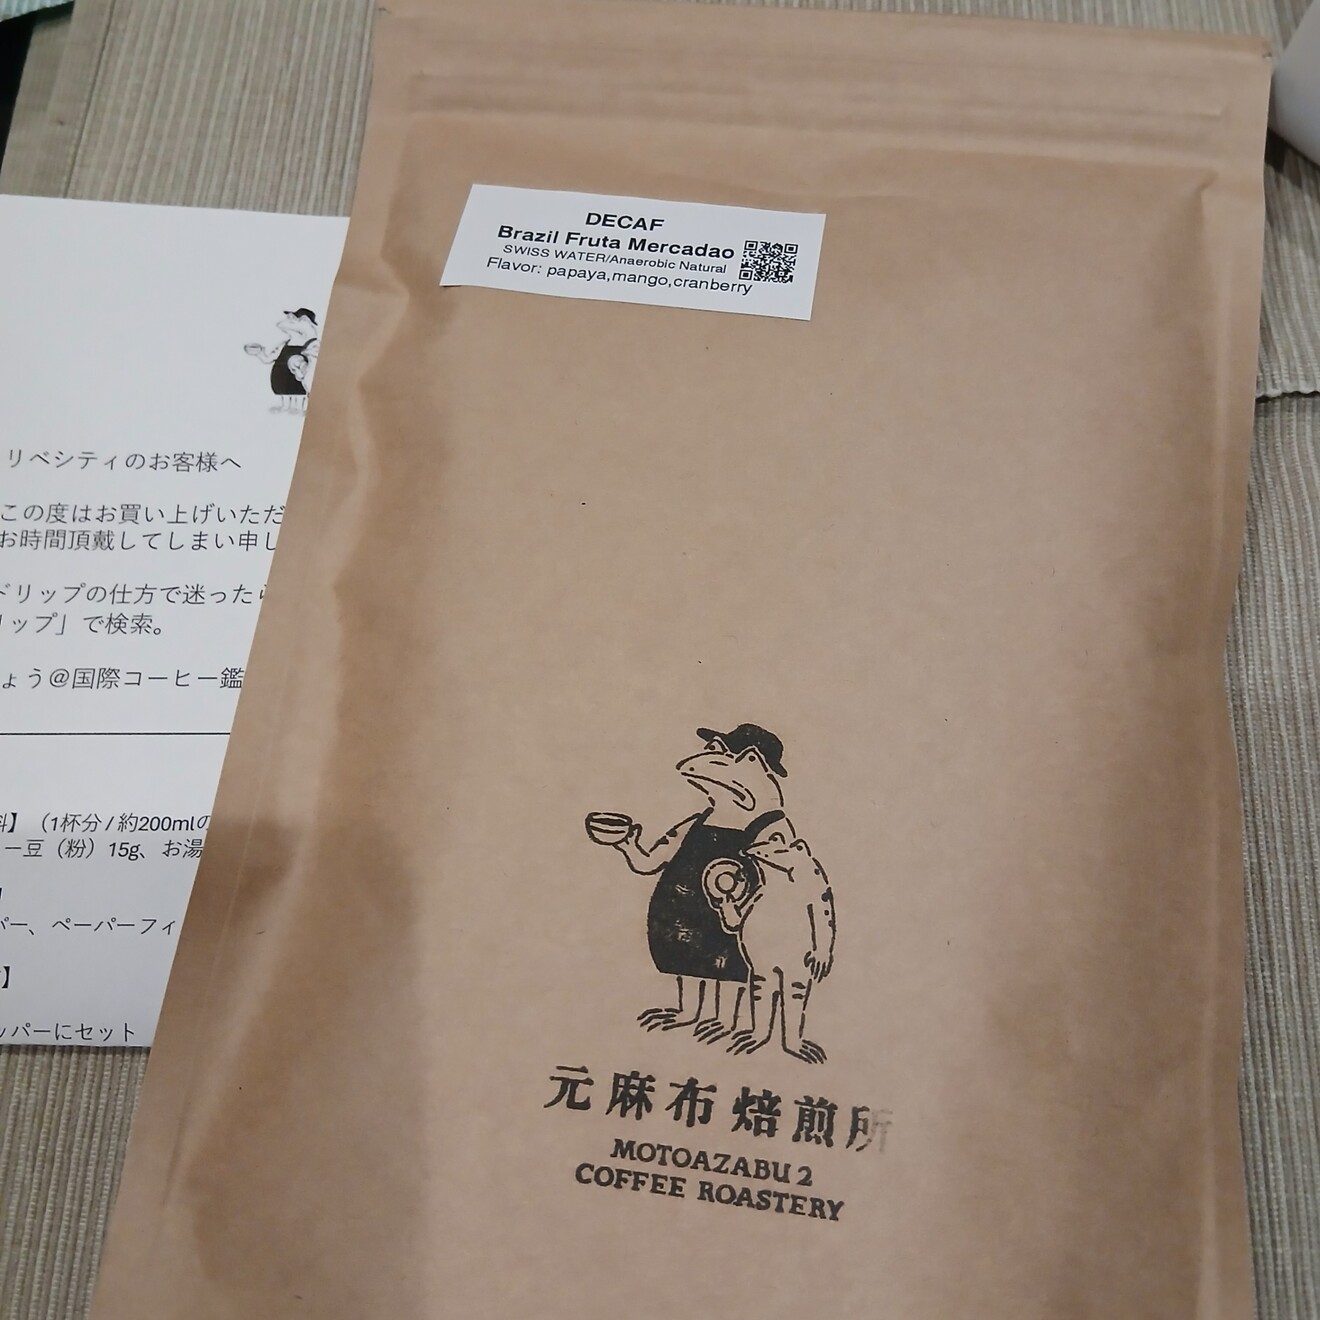 DECAF
Brazil Fruta Mercadao
SWISS WATER/Anaerobic Natural
Flavor: papaya,mango,cranberry
リベシティのお客様へ
この度はお買い上げいただ
お時間頂戴してしまい申し
ドリップの仕方で迷ったら
リップ」で検索。
ょう@国際コーヒー鑑
料】（1杯分 / 約200mlの
ー豆（粉）15g、お湯
】
パー、ペーパーフィ
】
ッパーにセット
元麻布焙煎所
MOTOAZABU 2
COFFEE ROASTERY